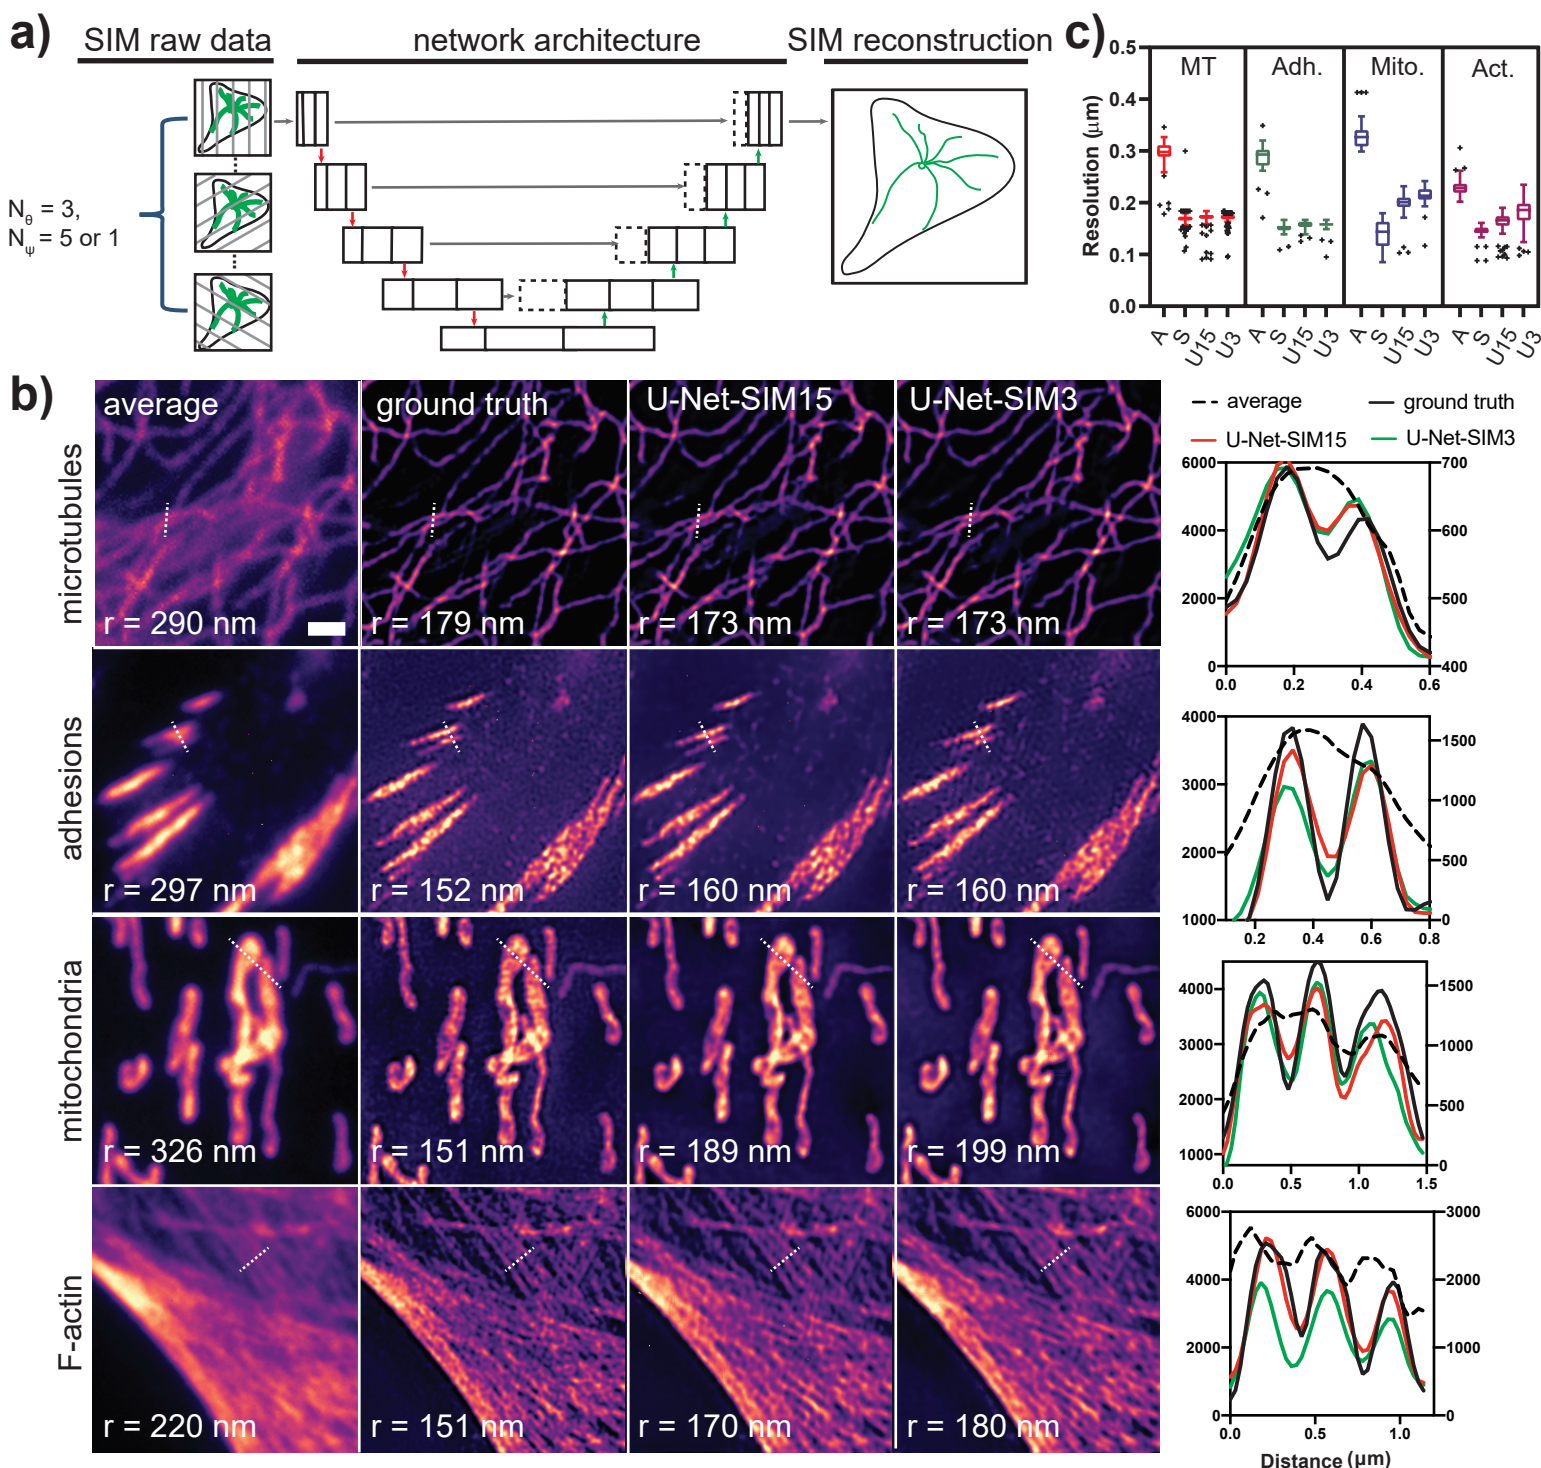 a)
SIM raw data
network architecture
SIM reconstruction
N_θ = 3,
N_ψ = 5 or 1
c)
Resolution (μm)
0.5
0.4
0.3
0.2
0.1
0.0
MT
Adh.
Mito.
Act.
A
S
U15
U3
A
S
U15
U3
A
S
U15
U3
A
S
U15
U3
b)
average
ground truth
U-Net-SIM15
U-Net-SIM3
microtubules
r = 290 nm
r = 179 nm
r = 173 nm
r = 173 nm
adhesions
r = 297 nm
r = 152 nm
r = 160 nm
r = 160 nm
mitochondria
r = 326 nm
r = 151 nm
r = 189 nm
r = 199 nm
F-actin
r = 220 nm
r = 151 nm
r = 170 nm
r = 180 nm
average
ground truth
U-Net-SIM15
U-Net-SIM3
6000
4000
2000
0
700
600
500
400
0.0 0.2 0.4 0.6
4000
3000
2000
1000
1500
1000
500
0
0.2 0.4 0.6 0.8
4000
3000
2000
1000
1500
1000
500
0
0.0 0.5 1.0 1.5
6000
4000
2000
0
3000
2000
1000
0
0.0 0.5 1.0
Distance (μm)